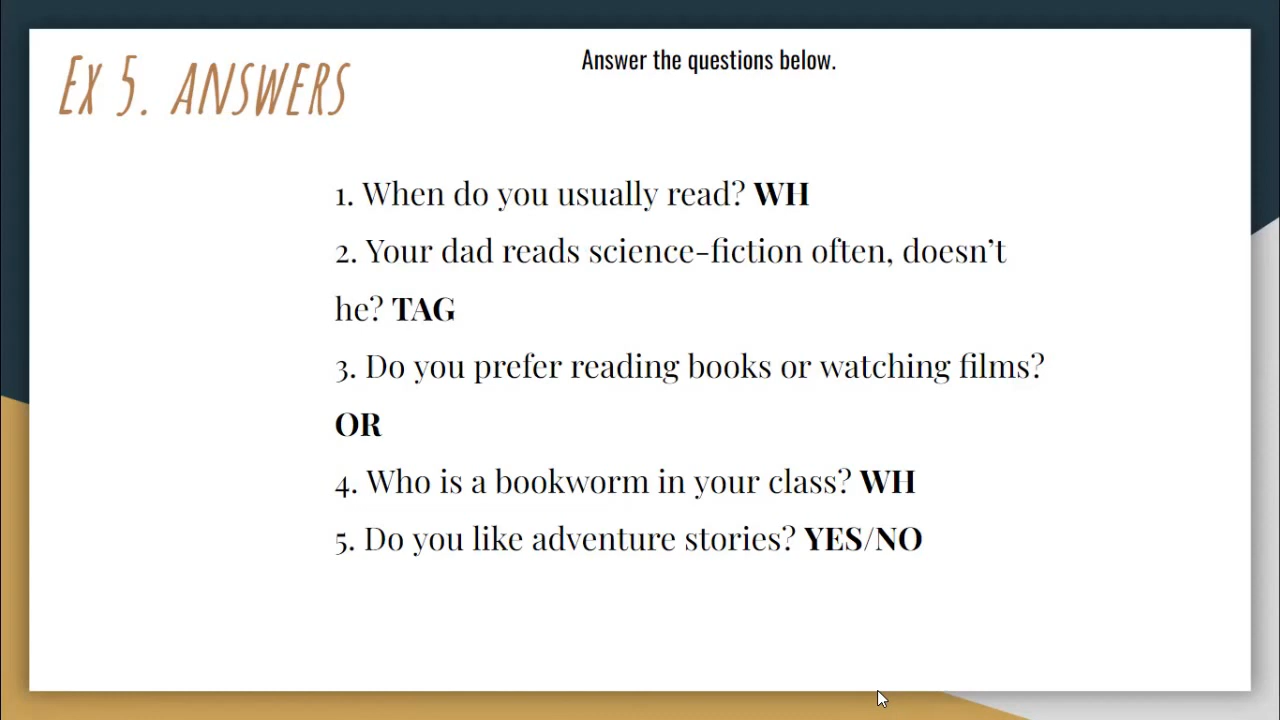 Ex 5. ANSWERS
Answer the questions below.
1. When do you usually read? WH
2. Your dad reads science-fiction often, doesn’t
he? TAG
3. Do you prefer reading books or watching films?
OR
4. Who is a bookworm in your class? WH
5. Do you like adventure stories? YES/NO